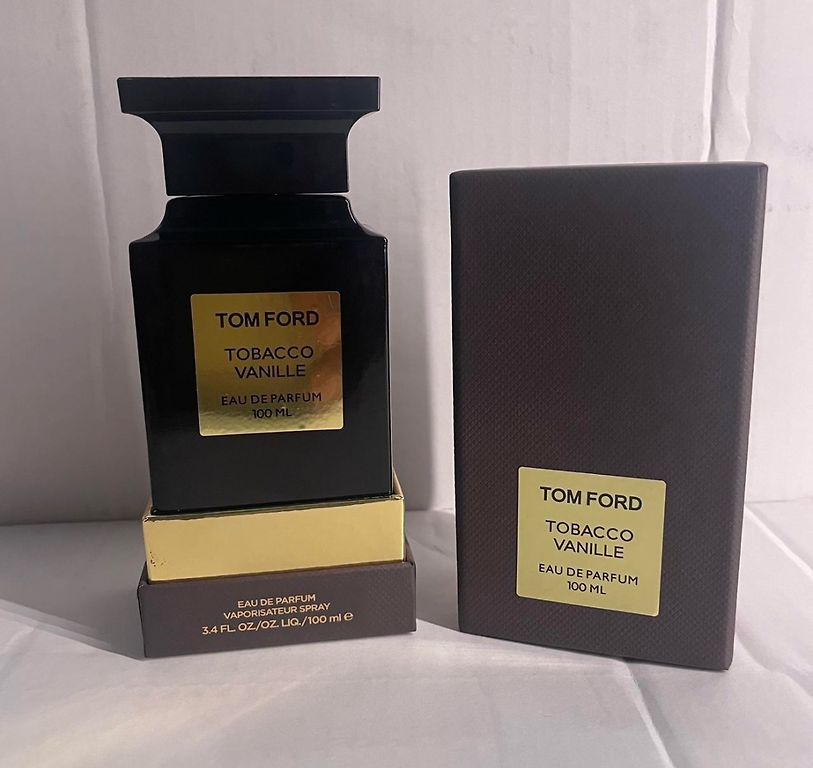 TOM FORD
TOBACCO
VANILLE
EAU DE PARFUM
100 ML
EAU DE PARFUM
VAPORISATEUR SPRAY
3.4 FL. OZ./OZ. LIQ./100 ml ℮
TOM FORD
TOBACCO
VANILLE
EAU DE PARFUM
100 ML